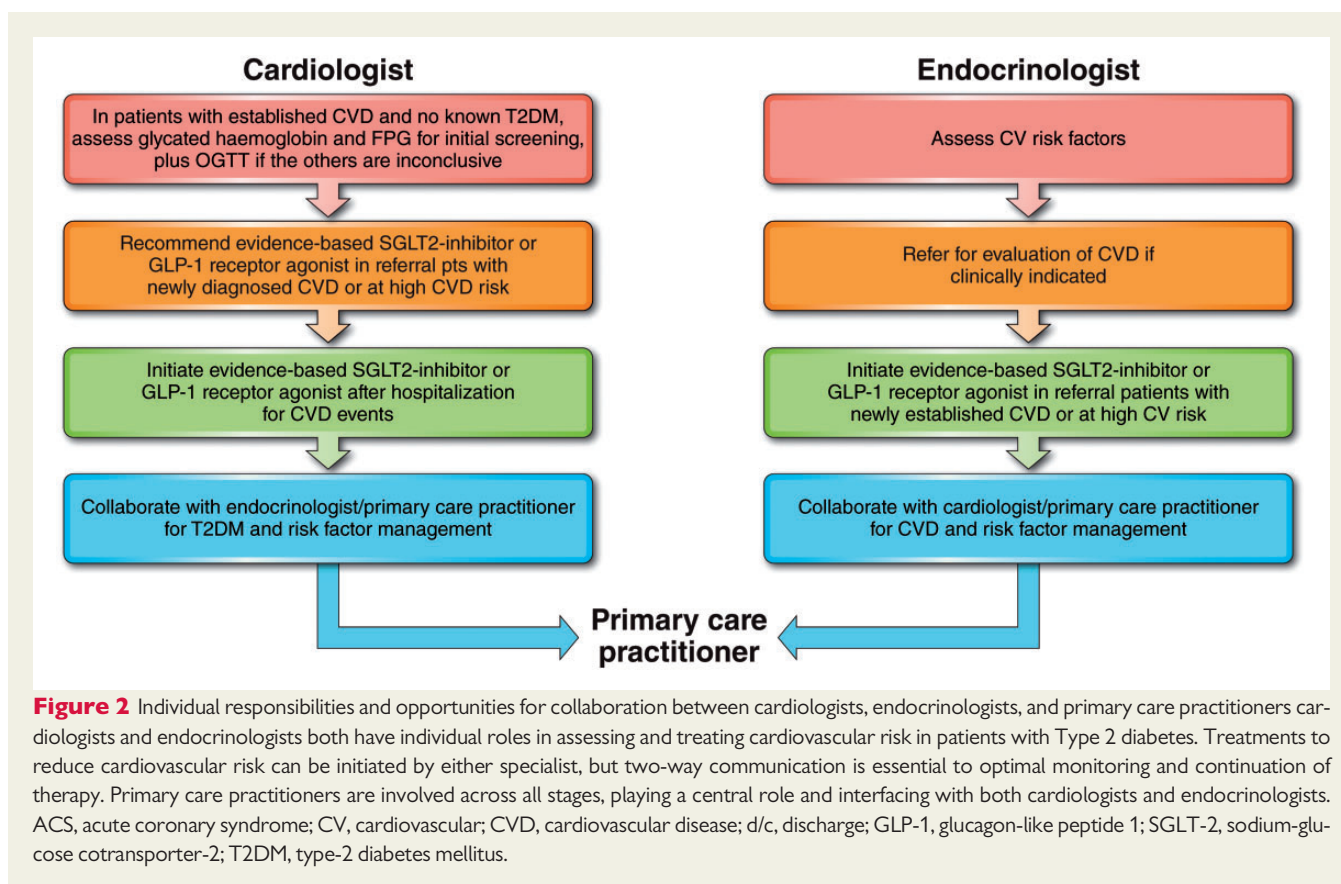 Cardiologist
In patients with established CVD and no known T2DM,
assess glycated haemoglobin and FPG for initial screening,
plus OGTT if the others are inconclusive
Recommend evidence-based SGLT2-inhibitor or
GLP-1 receptor agonist in referral pts with
newly diagnosed CVD or at high CVD risk
Initiate evidence-based SGLT2-inhibitor or
GLP-1 receptor agonist after hospitalization
for CVD events
Collaborate with endocrinologist/primary care practitioner
for T2DM and risk factor management
Endocrinologist
Assess CV risk factors
Refer for evaluation of CVD if
clinically indicated
Initiate evidence-based SGLT2-inhibitor or
GLP-1 receptor agonist in referral patients with
newly established CVD or at high CV risk
Collaborate with cardiologist/primary care practitioner
for CVD and risk factor management
Primary care
practitioner
Figure 2 Individual responsibilities and opportunities for collaboration between cardiologists, endocrinologists, and primary care practitioners car-
diologists and endocrinologists both have individual roles in assessing and treating cardiovascular risk in patients with Type 2 diabetes. Treatments to
reduce cardiovascular risk can be initiated by either specialist, but two-way communication is essential to optimal monitoring and continuation of
therapy. Primary care practitioners are involved across all stages, playing a central role and interfacing with both cardiologists and endocrinologists.
ACS, acute coronary syndrome; CV, cardiovascular; CVD, cardiovascular disease; d/c, discharge; GLP-1, glucagon-like peptide 1; SGLT-2, sodium-glu-
cose cotransporter-2; T2DM, type-2 diabetes mellitus.